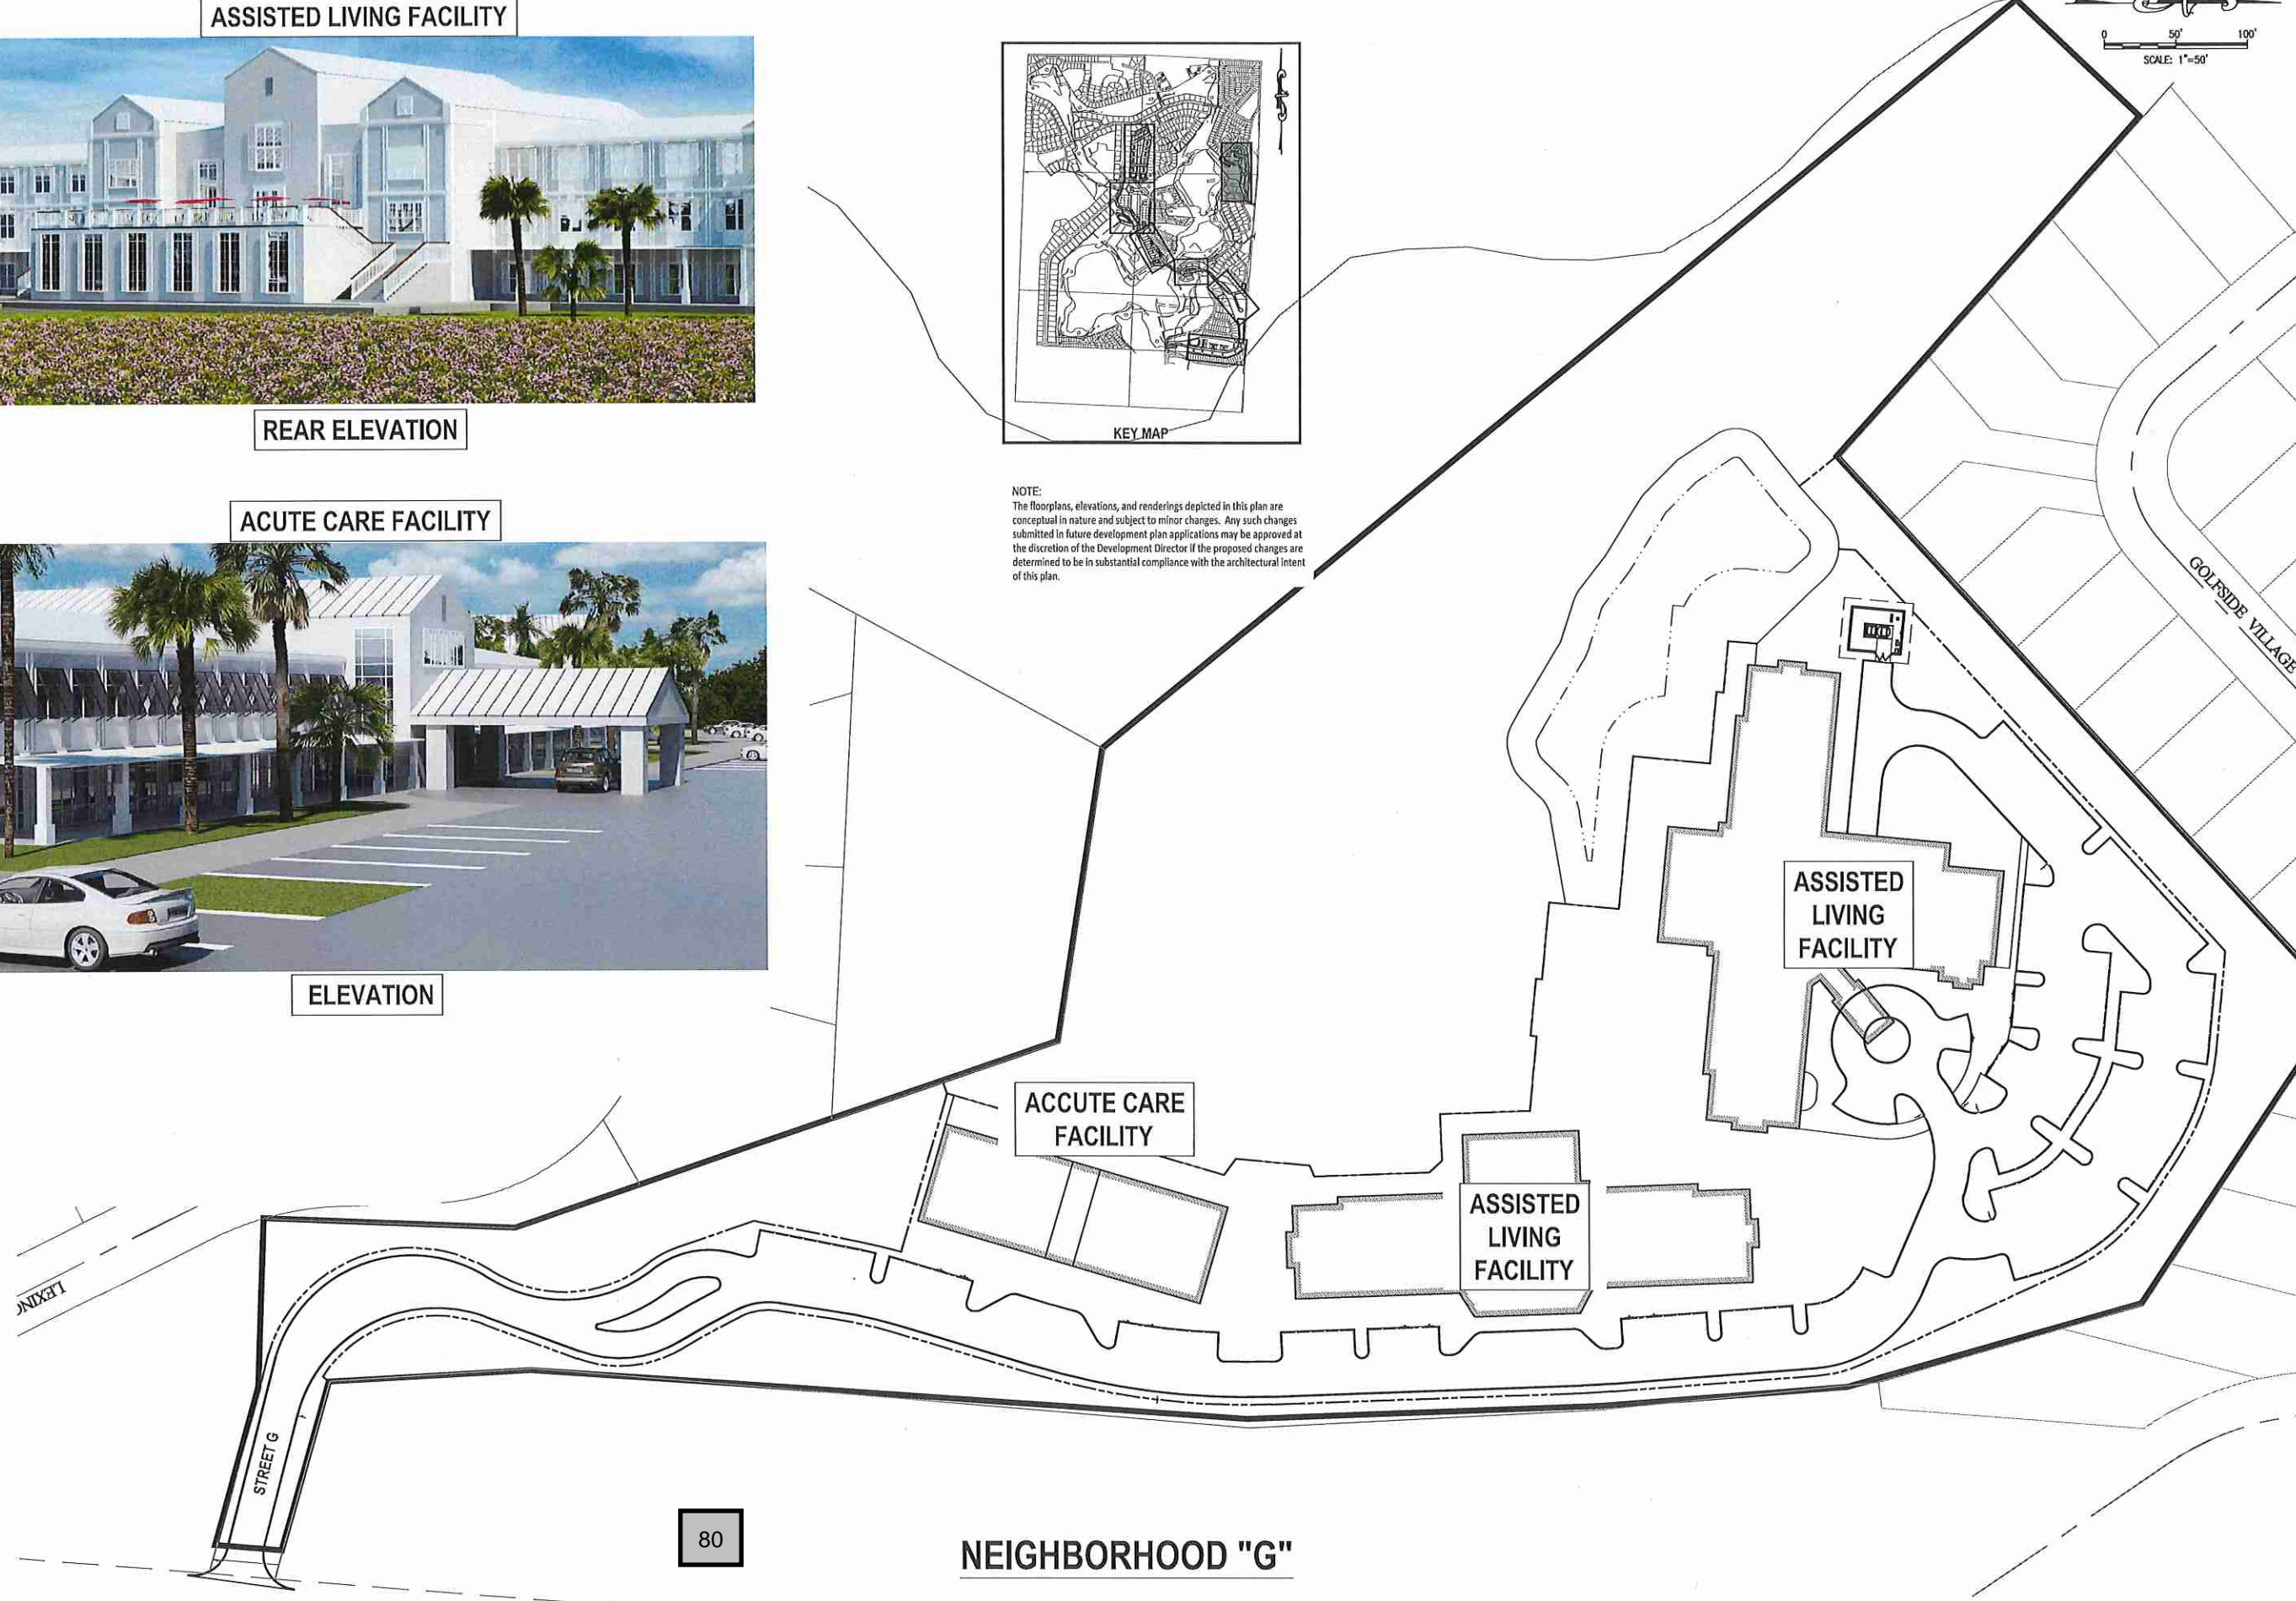 ASSISTED LIVING FACILITY
REAR ELEVATION
ACUTE CARE FACILITY
ELEVATION
KEY MAP
NOTE:
The floorplans, elevations, and renderings depicted in this plan are
conceptual in nature and subject to minor changes. Any such changes
submitted in future development plan applications may be approved at
the discretion of the Development Director if the proposed changes are
determined to be in substantial compliance with the architectural intent
of this plan.
0 50' 100'
SCALE: 1"=50'
GOLFSIDE VILLAGE
ASSISTED
LIVING
FACILITY
ACCUTE CARE
FACILITY
ASSISTED
LIVING
FACILITY
LEXING
STREET G
80
NEIGHBORHOOD "G"